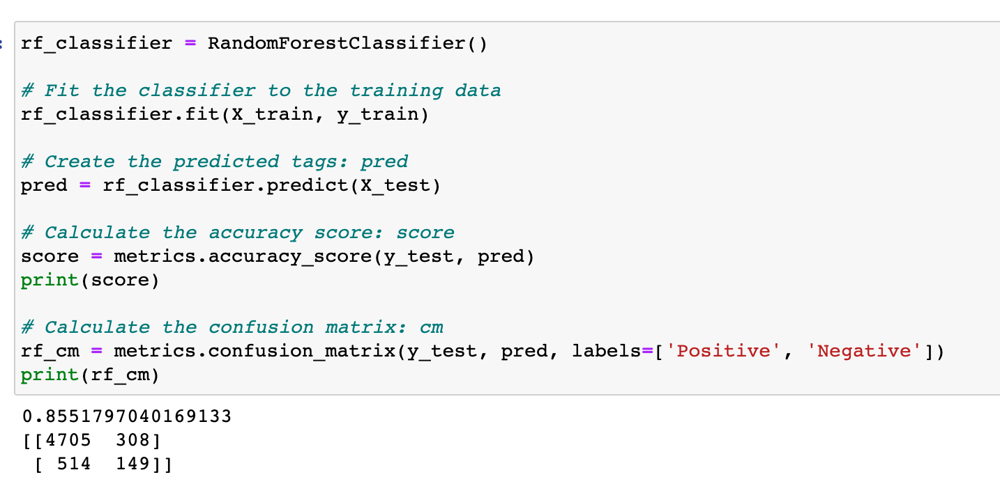 :
rf_classifier = RandomForestClassifier()
# Fit the classifier to the training data
rf_classifier.fit(X_train, y_train)
# Create the predicted tags: pred
pred = rf_classifier.predict(X_test)
# Calculate the accuracy score: score
score = metrics.accuracy_score(y_test, pred)
print(score)
# Calculate the confusion matrix: cm
rf_cm = metrics.confusion_matrix(y_test, pred, labels=['Positive', 'Negative'])
print(rf_cm)
0.8551797040169133
[[4705  308]
 [ 514  149]]